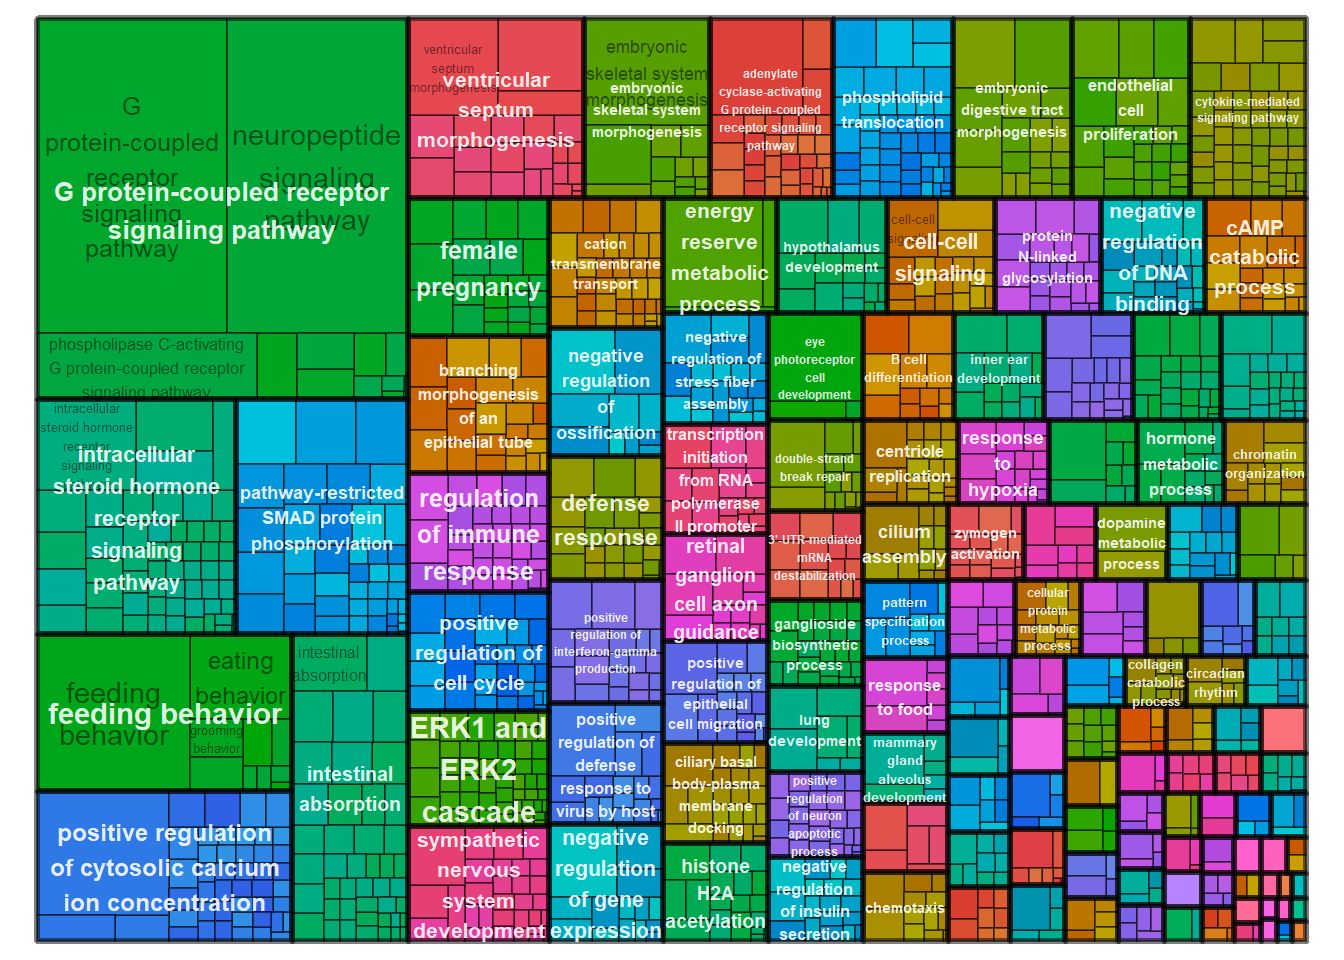 G
protein-coupled
receptor
signaling
pathway
neuropeptide
signaling
pathway
G protein-coupled receptor
signaling pathway
phospholipase C-activating
G protein-coupled receptor
signaling pathway
ventricular
septum
morphogenesis
ventricular
septum
morphogenesis
embryonic
skeletal system
morphogenesis
embryonic
skeletal system
morphogenesis
adenylate
cyclase-activating
G protein-coupled
receptor signaling
pathway
phospholipid
translocation
embryonic
digestive tract
morphogenesis
endothelial
cell
proliferation
cytokine-mediated
signaling pathway
female
pregnancy
cation
transmembrane
transport
energy
reserve
metabolic
process
hypothalamus
development
cell-cell
signaling
cell-cell
signaling
protein
N-linked
glycosylation
negative
regulation
of DNA
binding
cAMP
catabolic
process
branching
morphogenesis
of an
epithelial tube
negative
regulation
of
ossification
negative
regulation of
stress fiber
assembly
eye
photoreceptor
cell
development
B cell
differentiation
inner ear
development
intracellular
steroid hormone
receptor
signaling
intracellular
steroid hormone
receptor
signaling
pathway
pathway-restricted
SMAD protein
phosphorylation
regulation
of immune
response
defense
response
transcription
initiation
from RNA
polymerase
II promoter
double-strand
break repair
centriole
replication
response
to
hypoxia
hormone
metabolic
process
chromatin
organization
retinal
ganglion
cell axon
guidance
3'-UTR-mediated
mRNA
destabilization
cilium
assembly
zymogen
activation
dopamine
metabolic
process
positive
regulation of
cell cycle
positive
regulation of
interferon-gamma
production
ganglioside
biosynthetic
process
pattern
specification
process
cellular
protein
metabolic
process
feeding
behavior
eating
behavior
grooming
behavior
feeding behavior
intestinal
absorption
intestinal
absorption
positive
regulation of
epithelial
cell migration
response
to food
collagen
catabolic
process
circadian
rhythm
ERK1 and
ERK2
cascade
positive
regulation of
defense
response to
virus by host
lung
development
mammary
gland
alveolus
development
ciliary basal
body-plasma
membrane
docking
positive
regulation
of neuron
apoptotic
process
positive regulation
of cytosolic calcium
ion concentration
sympathetic
nervous
system
development
negative
regulation
of gene
expression
histone
H2A
acetylation
negative
regulation
of insulin
secretion
chemotaxis